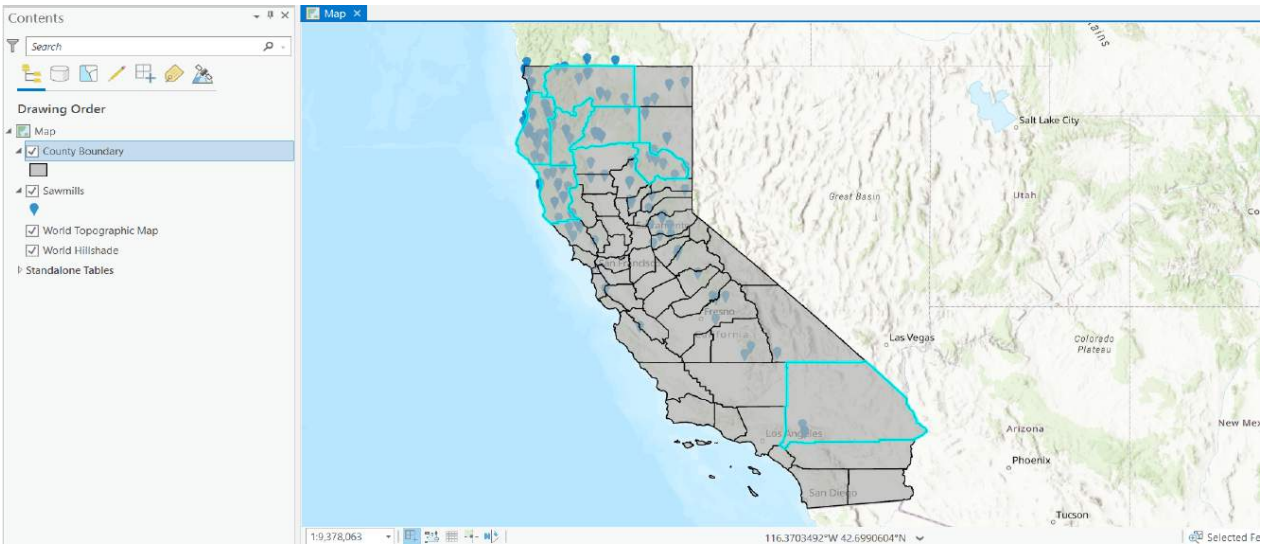 Contents
Search
Drawing Order
Map
County Boundary
Sawmills
World Topographic Map
World Hillshade
Standalone Tables
Map
Salt Lake City
Great Basin
Utah
San Francisco
Fresno
Las Vegas
Colorado
Plateau
Los Angeles
Arizona
New Mex
Phoenix
San Diego
Tucson
1:9,378,063
116.3703492°W 42.6990604°N
Selected Fe